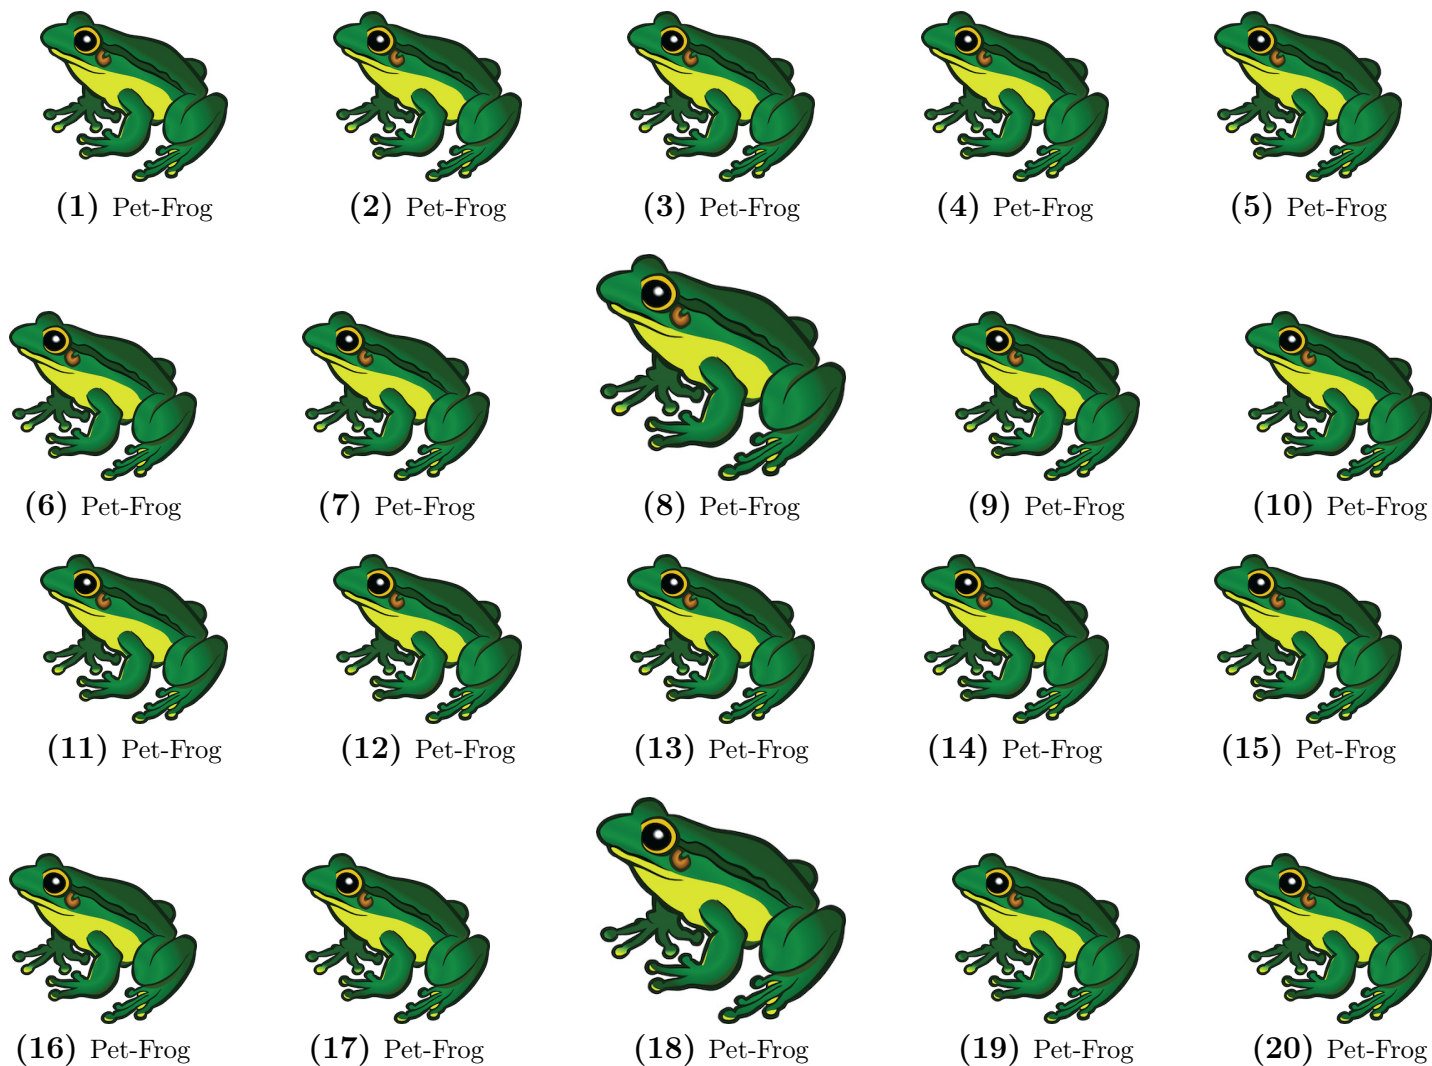 (1) Pet-Frog (2) Pet-Frog (3) Pet-Frog (4) Pet-Frog (5) Pet-Frog
(6) Pet-Frog (7) Pet-Frog (8) Pet-Frog (9) Pet-Frog (10) Pet-Frog
(11) Pet-Frog (12) Pet-Frog (13) Pet-Frog (14) Pet-Frog (15) Pet-Frog
(16) Pet-Frog (17) Pet-Frog (18) Pet-Frog (19) Pet-Frog (20) Pet-Frog